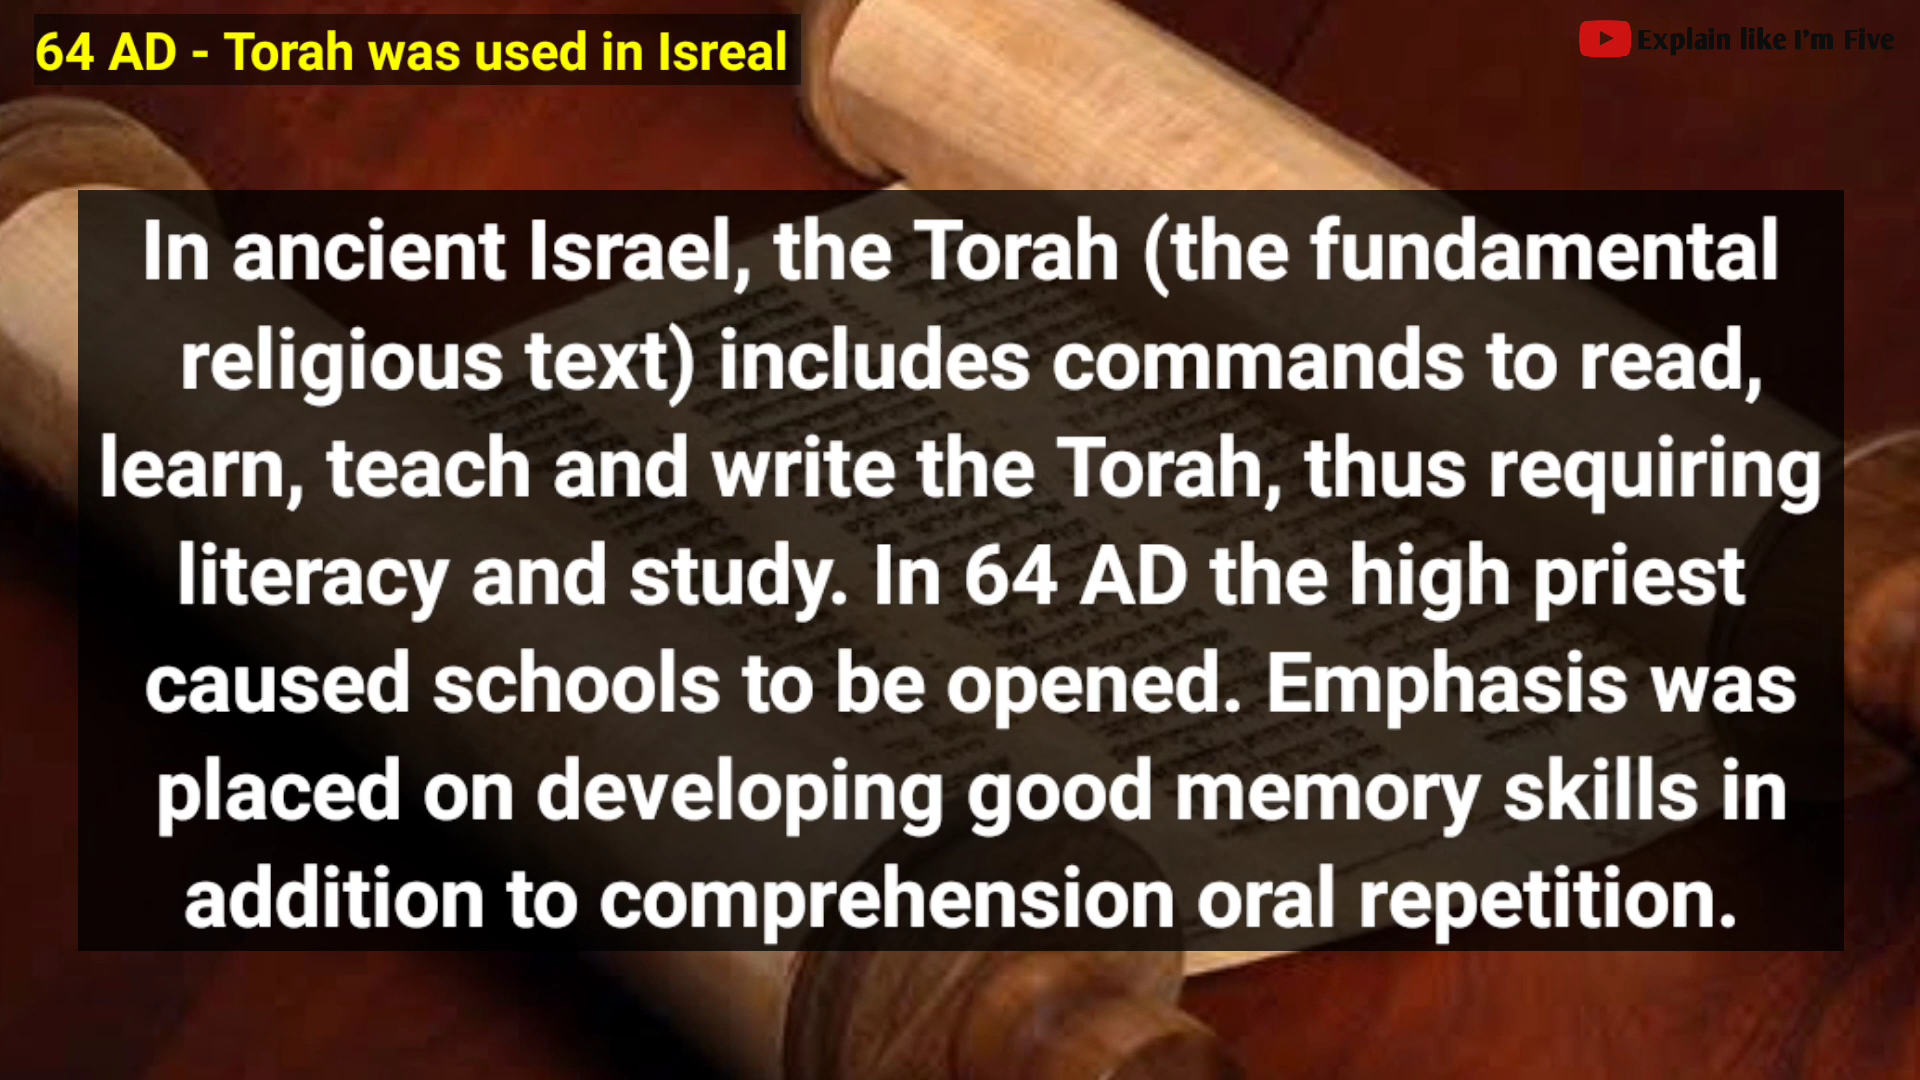 64 AD - Torah was used in Isreal
Explain like I'm Five
In ancient Israel, the Torah (the fundamental
religious text) includes commands to read,
learn, teach and write the Torah, thus requiring
literacy and study. In 64 AD the high priest
caused schools to be opened. Emphasis was
placed on developing good memory skills in
addition to comprehension oral repetition.